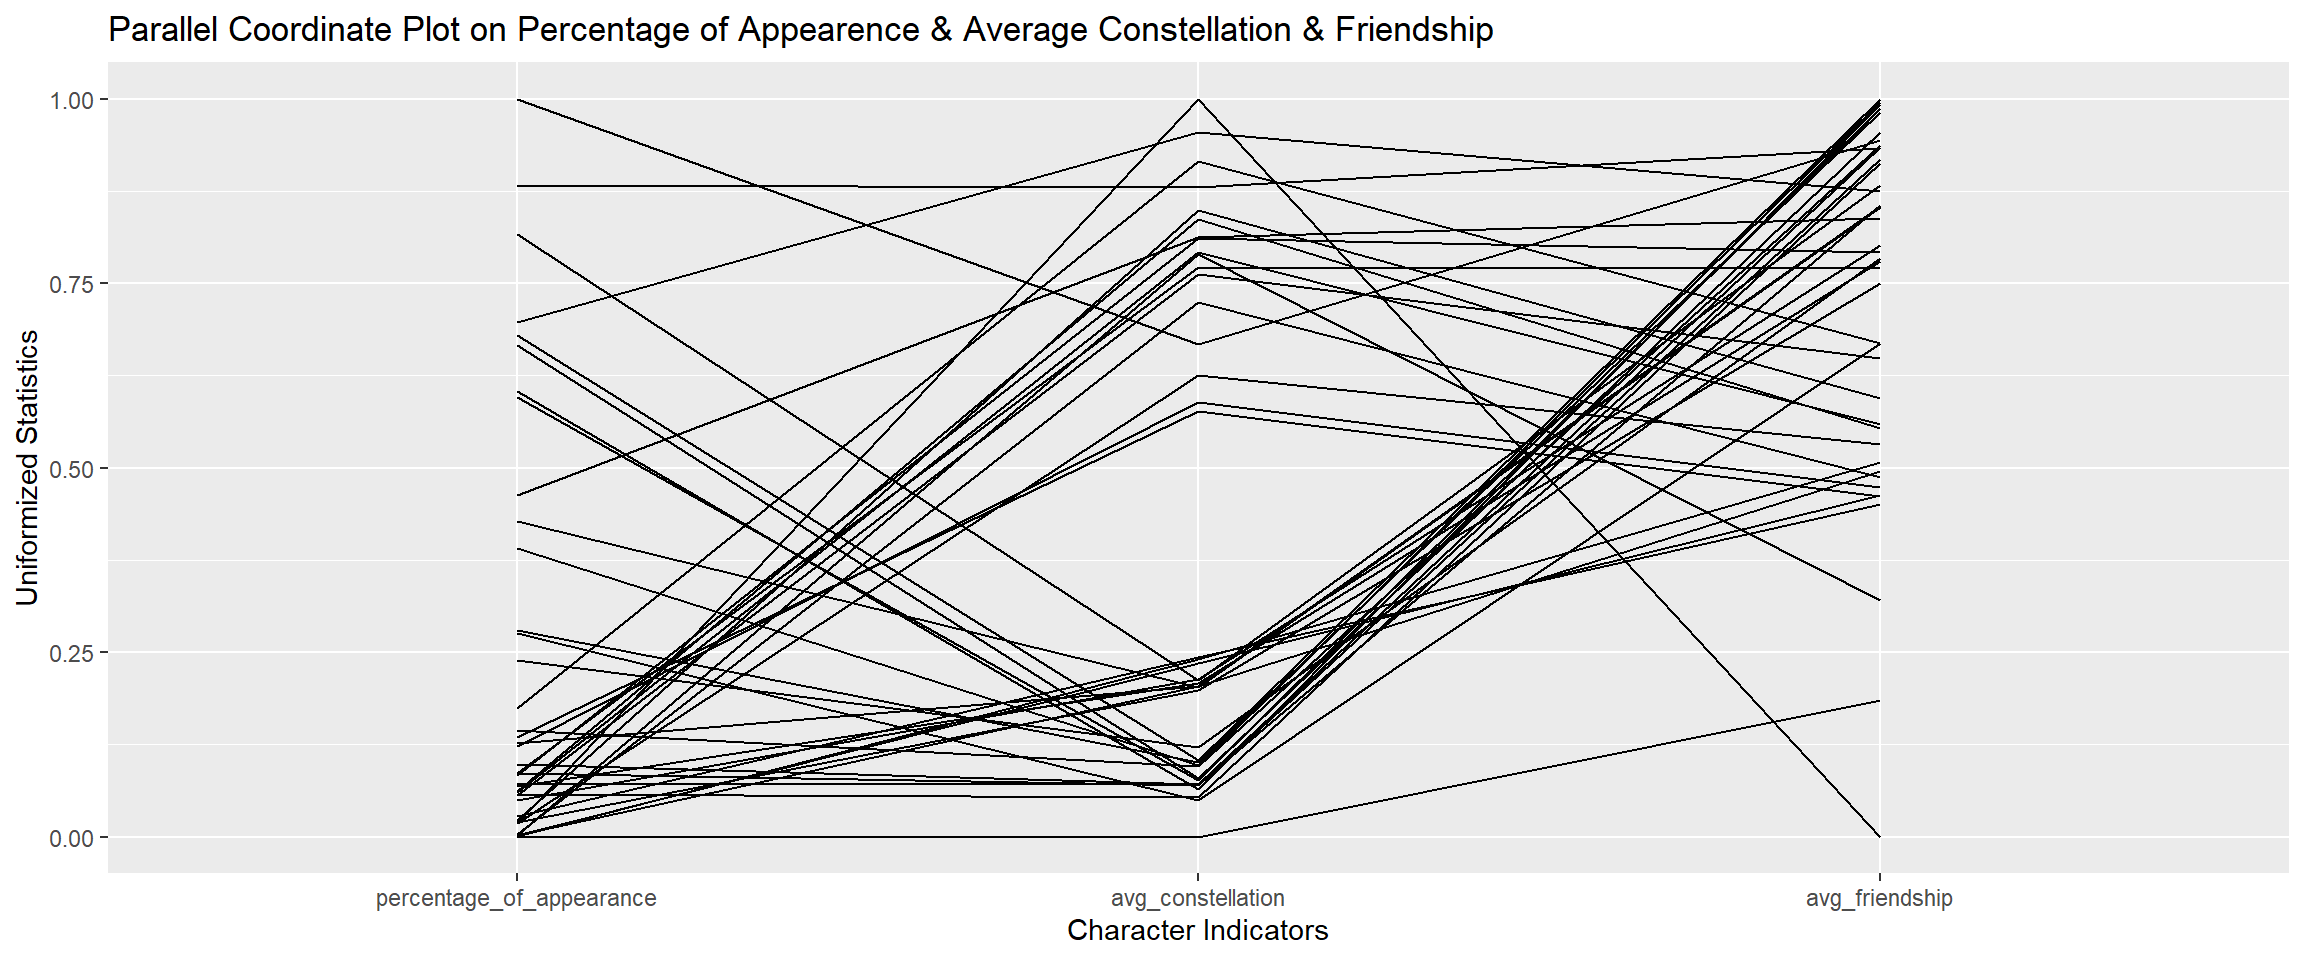 Parallel Coordinate Plot on Percentage of Appearence & Average Constellation & Friendship
Uniformized Statistics
1.00
0.75
0.50
0.25
0.00
percentage_of_appearance
avg_constellation
avg_friendship
Character Indicators